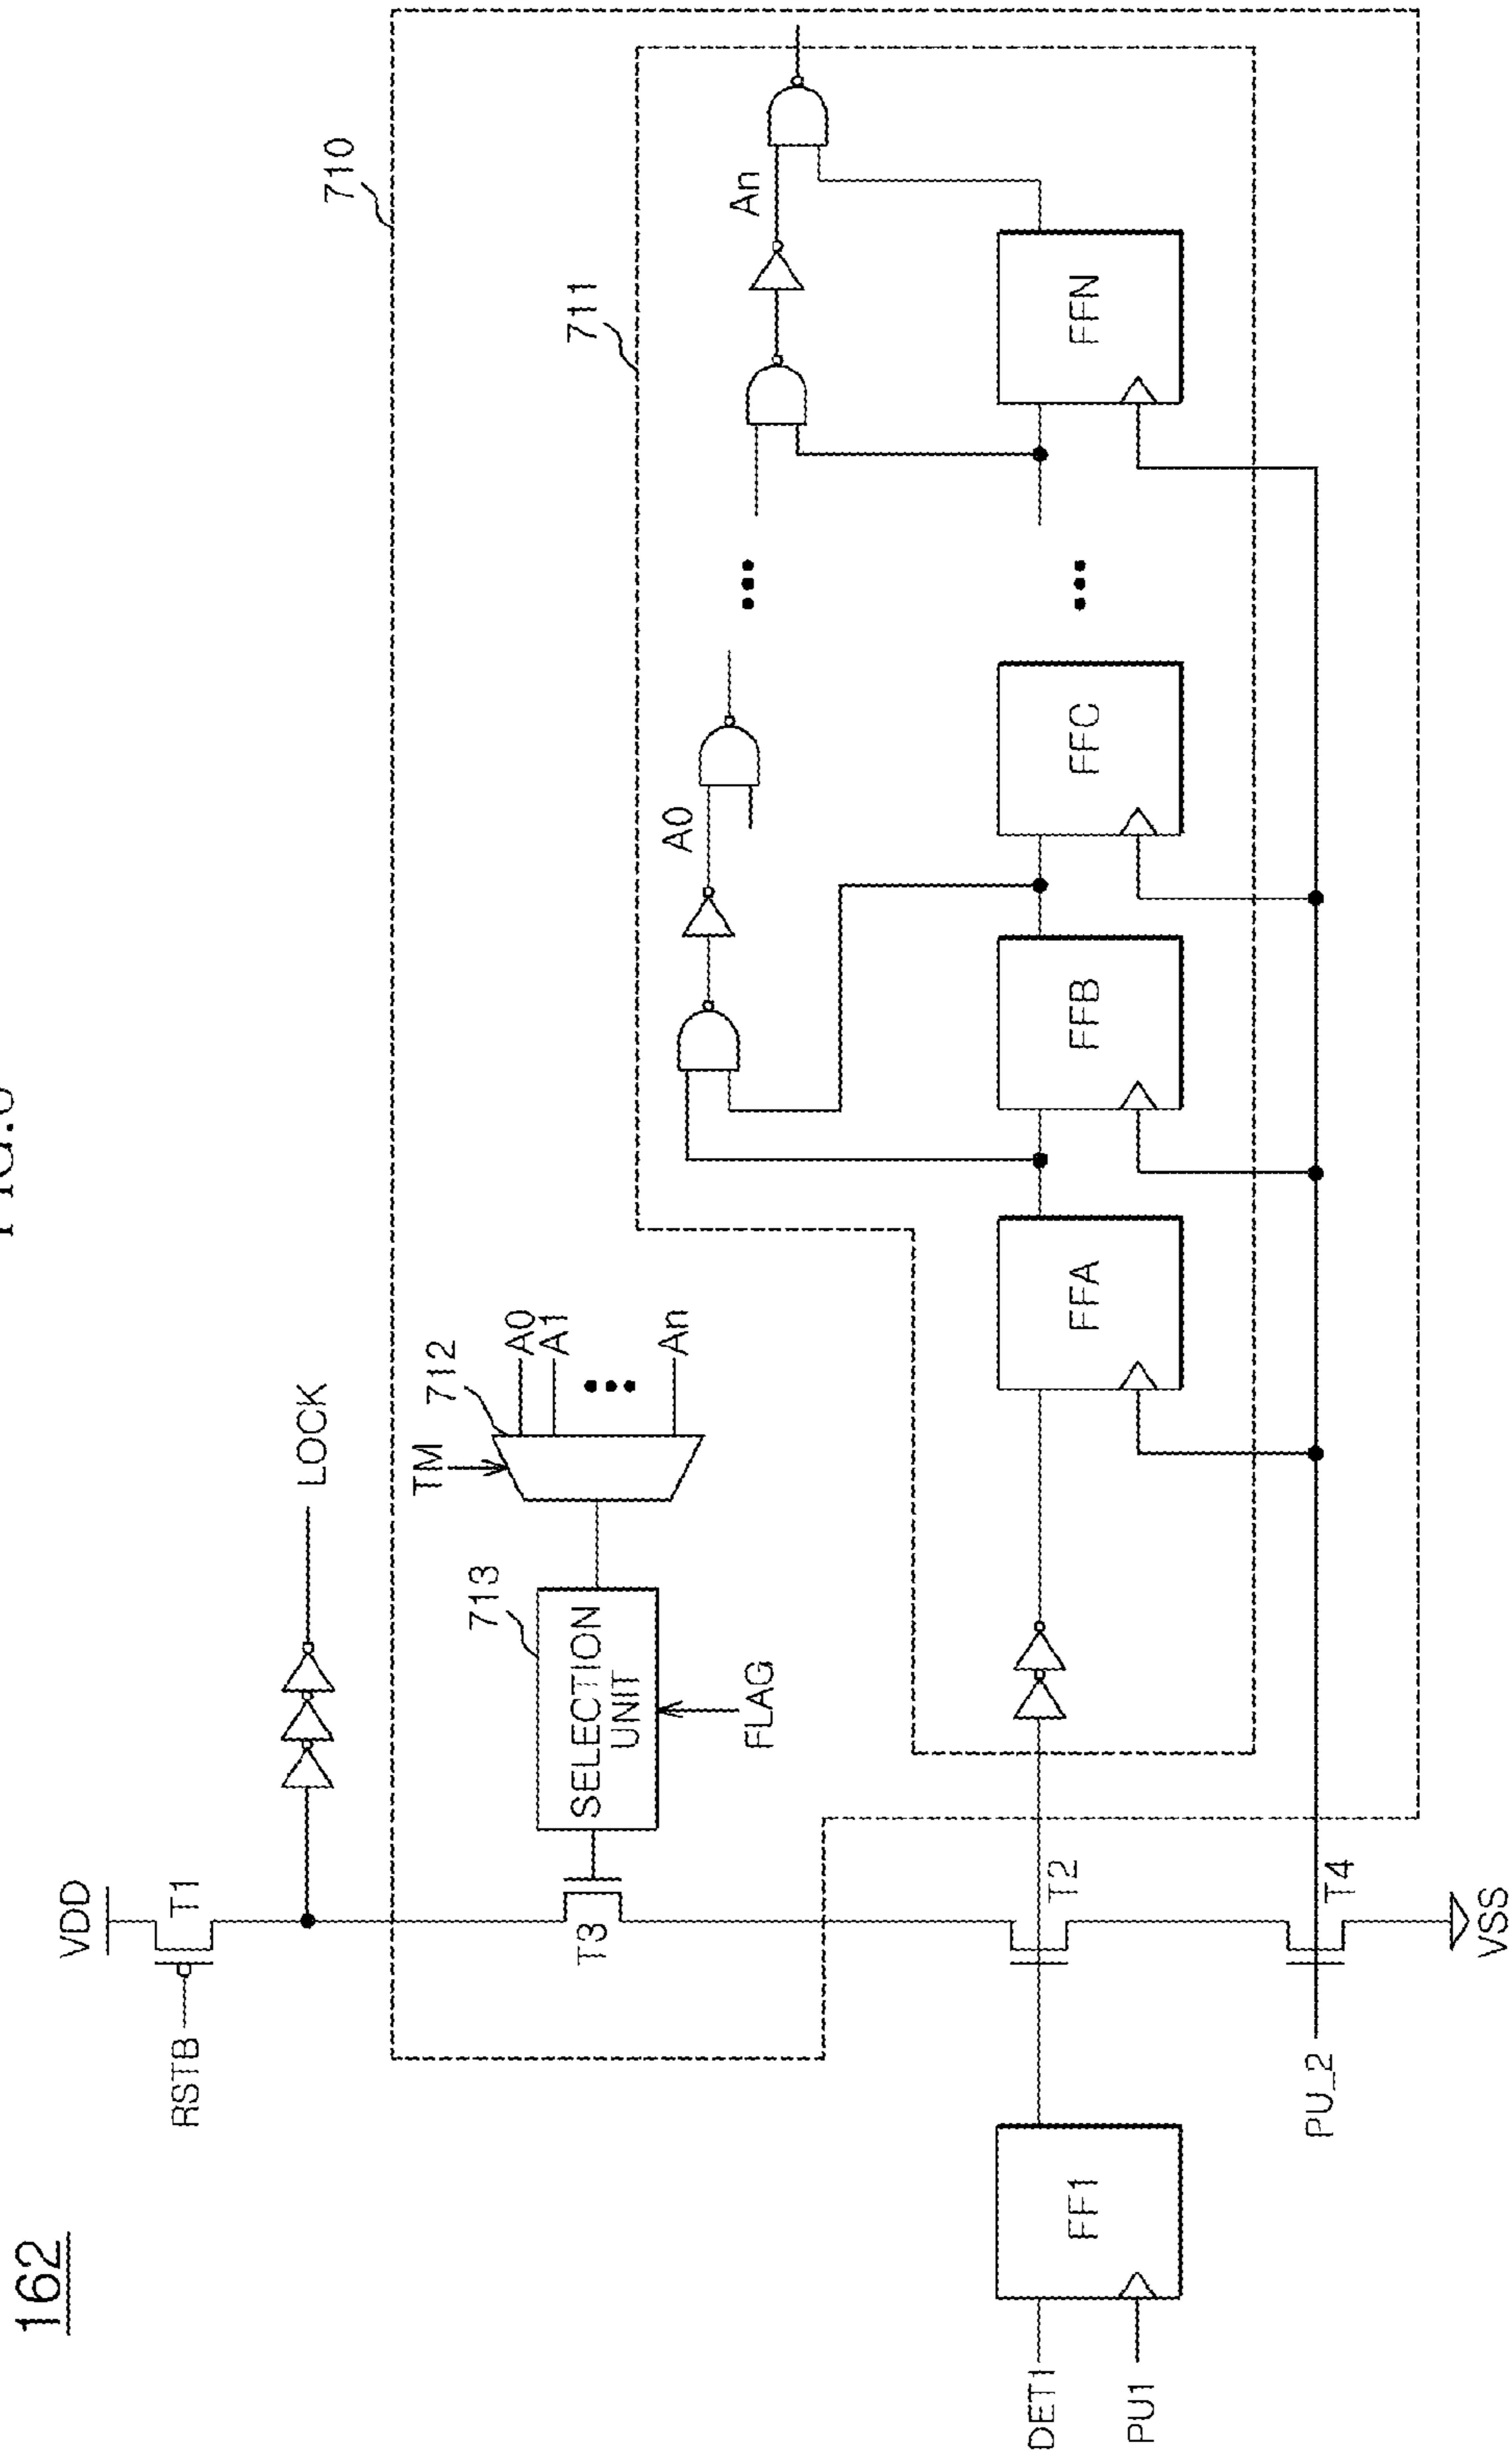 162
VDD
T1
RSTB
LOCK
710
TM
712
A0
A1
An
713
SELECTION
UNIT
FLAG
T3
711
A0
An
DET1
PU1
FF1
T2
FFA
FFB
FFC
FFN
PU_2
T4
VSS